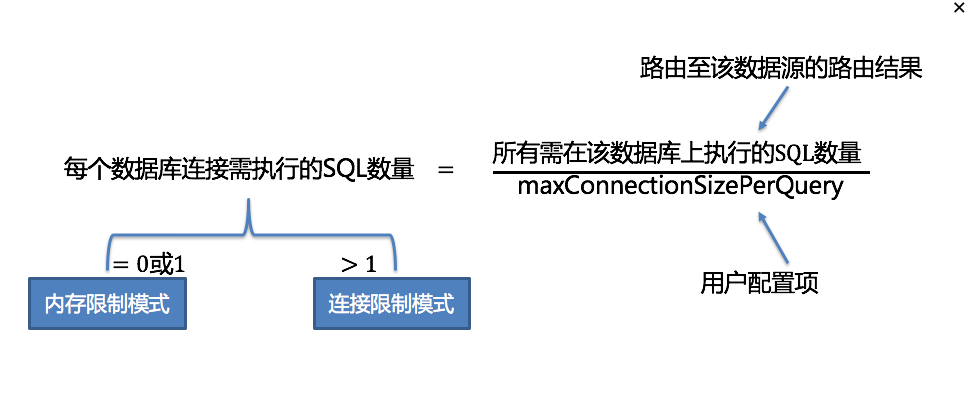 ×
路由至该数据源的路由结果
每个数据库连接需执行的SQL数量 = 所有需在该数据库上执行的SQL数量
maxConnectionSizePerQuery
= 0或1
> 1
用户配置项
内存限制模式
连接限制模式